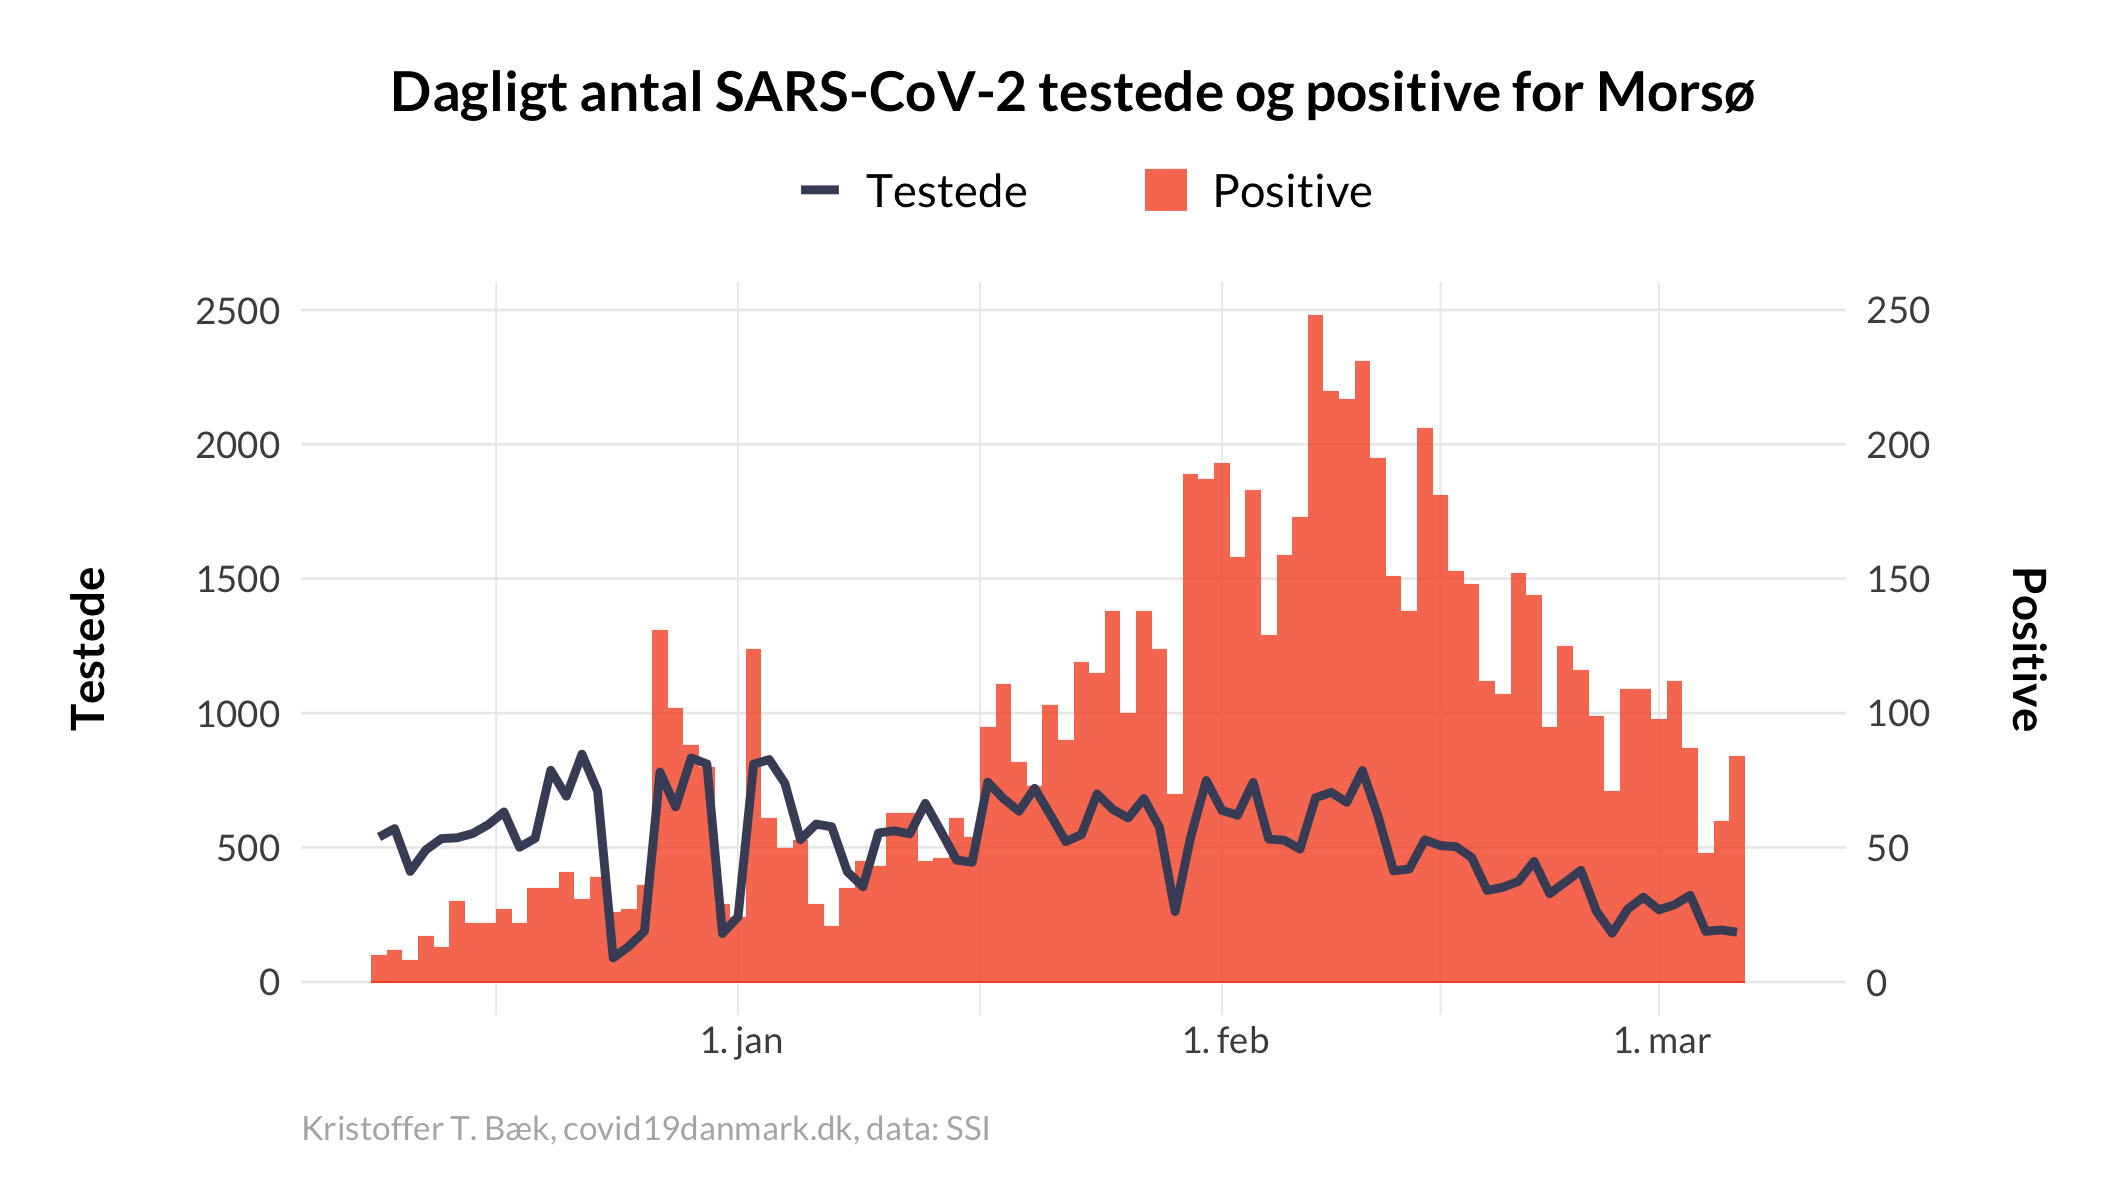 Dagligt antal SARS-CoV-2 testede og positive for Morsø
Testede Positive
2500 250
2000 200
1500 150
1000 100
500 50
0 0
Testede
Positive
1. jan 1. feb 1. mar
Kristoffer T. Bæk, covid19danmark.dk, data: SSI